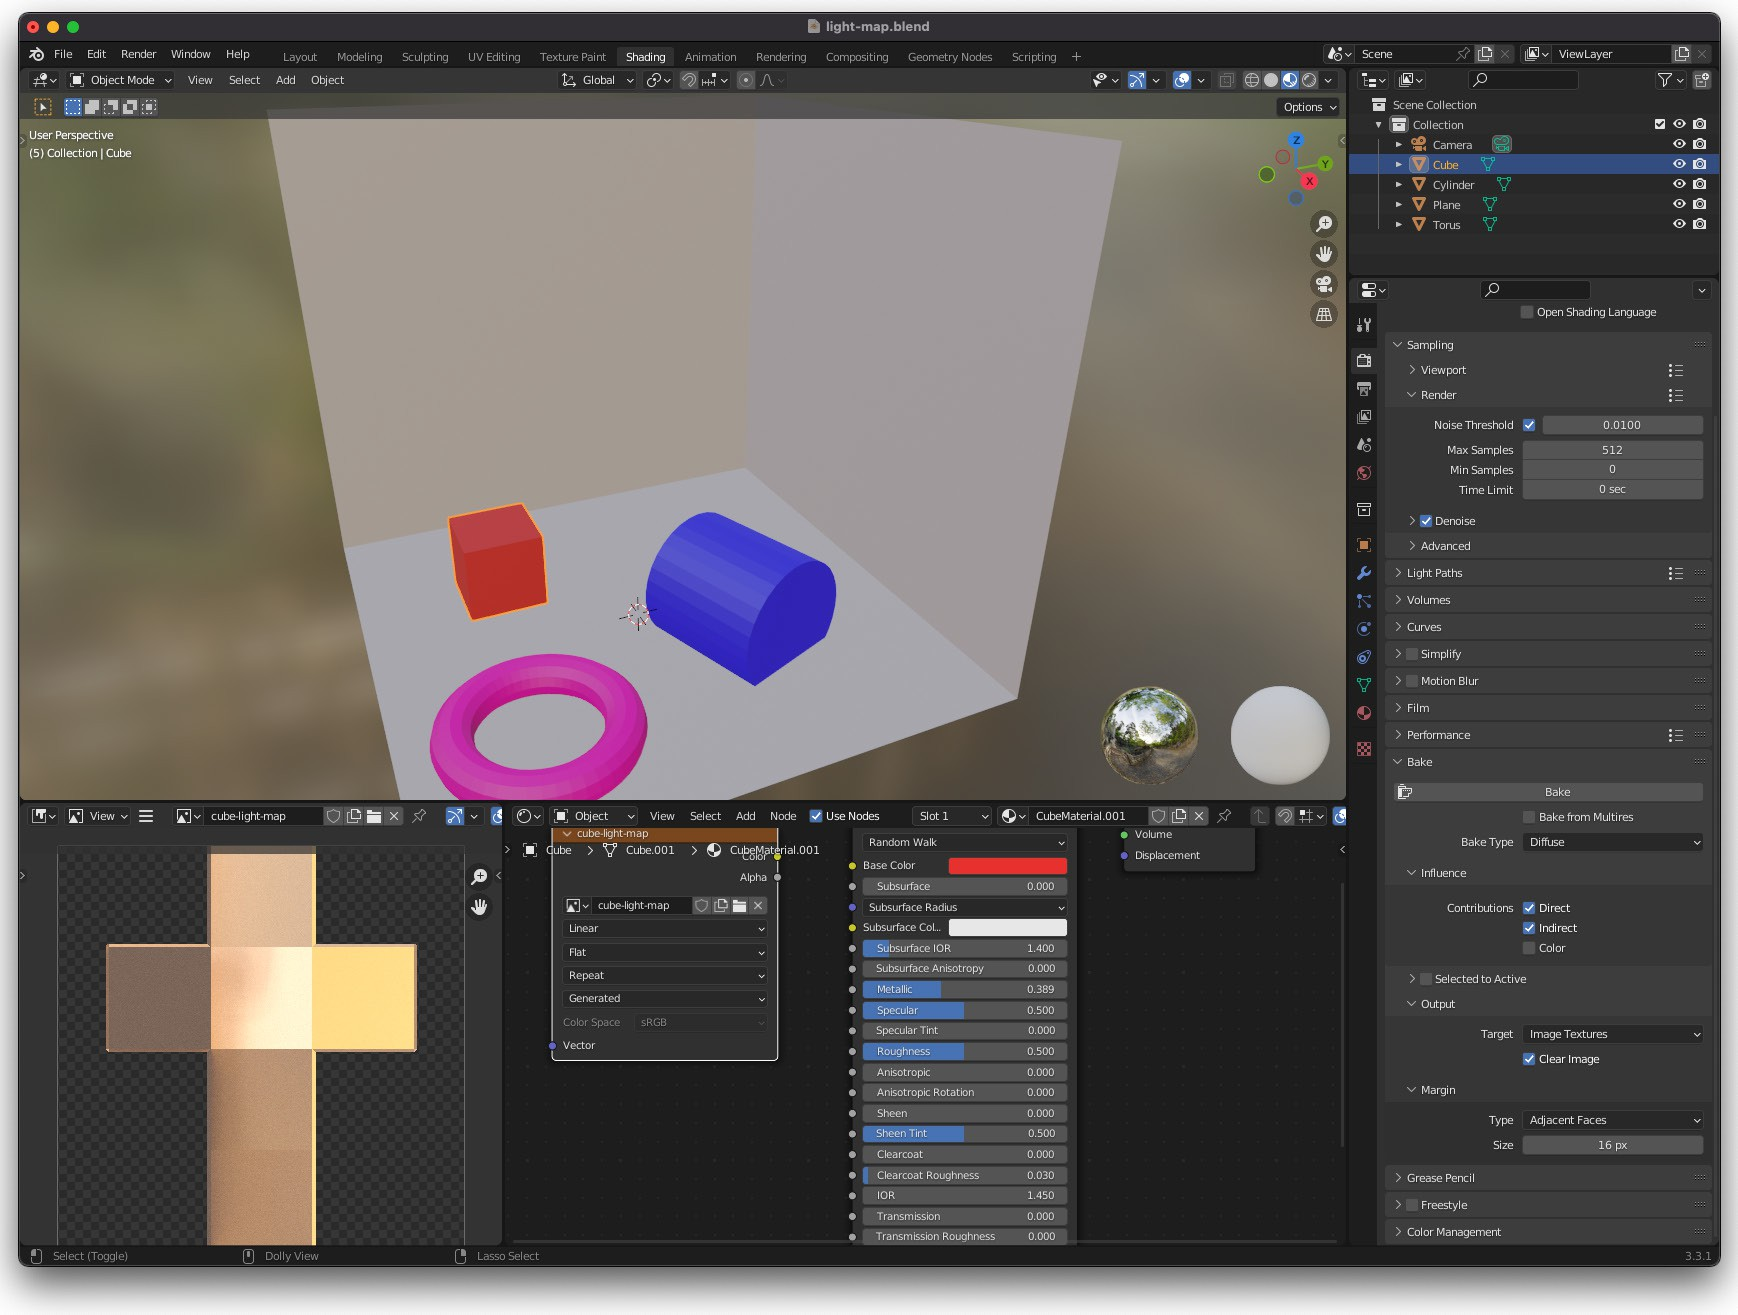 light-map.blend
File Edit Render Window Help Layout Modeling Sculpting UV Editing Texture Paint Shading Animation Rendering Compositing Geometry Nodes Scripting + Scene ViewLayer
Object Mode View Select Add Object Global
Options
User Perspective
(5) Collection | Cube
Z
Y
X
Scene Collection
Collection
Camera
Cube
Cylinder
Plane
Torus
Open Shading Language
Sampling
Viewport
Render
Noise Threshold 0.0100
Max Samples 512
Min Samples 0
Time Limit 0 sec
Denoise
Advanced
Light Paths
Volumes
Curves
Simplify
Motion Blur
Film
Performance
Bake
Bake
Bake from Multires
Bake Type Diffuse
Influence
Contributions Direct
Indirect
Color
Selected to Active
Output
Target Image Textures
Clear Image
Margin
Type Adjacent Faces
Size 16 px
Grease Pencil
Freestyle
Color Management
View cube-light-map
Object View Select Add Node Use Nodes Slot 1 CubeMaterial.001
cube-light-map
Cube > Cube.001 > CubeMaterial.001
Color
Alpha
cube-light-map
Linear
Flat
Repeat
Generated
Color Space sRGB
Vector
Random Walk
Base Color
Subsurface 0.000
Subsurface Radius
Subsurface Col...
Subsurface IOR 1.400
Subsurface Anisotropy 0.000
Metallic 0.389
Specular 0.500
Specular Tint 0.000
Roughness 0.500
Anisotropic 0.000
Anisotropic Rotation 0.000
Sheen 0.000
Sheen Tint 0.500
Clearcoat 0.000
Clearcoat Roughness 0.030
IOR 1.450
Transmission 0.000
Transmission Roughness 0.000
Volume
Displacement
Select (Toggle) Dolly View Lasso Select 3.3.1